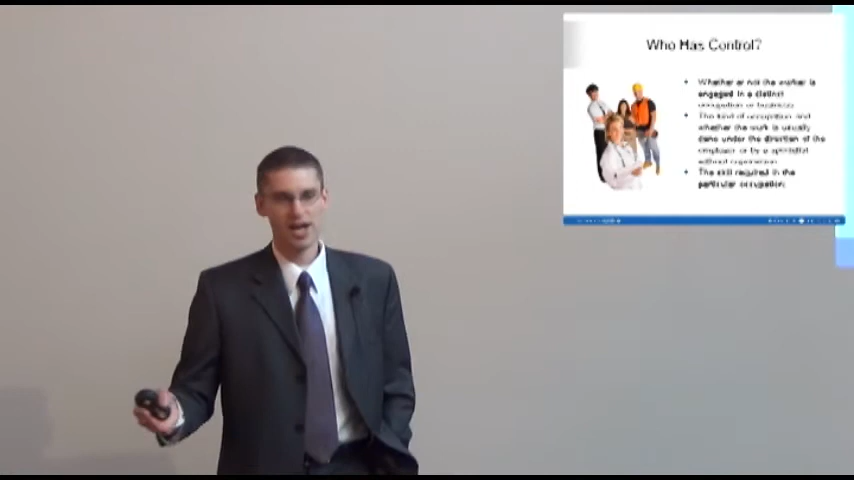 Who Has Control?
• Whether or not the worker is
engaged in a distinct
occupation or business
• The kind of occupation and
whether the work is usually
done under the direction of the
employer or by a specialist
without supervision
• The skill required in the
particular occupation;